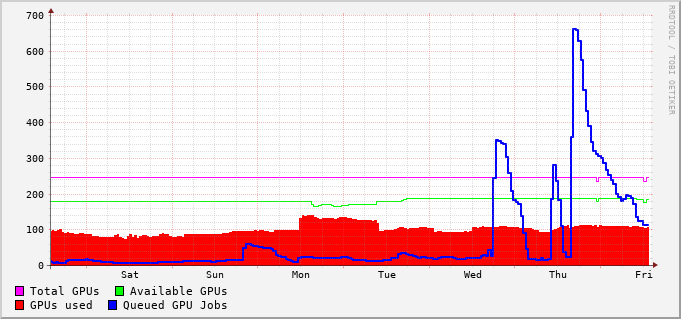 700
600
500
400
300
200
100
0
Sat Sun Mon Tue Wed Thu Fri
Total GPUs Available GPUs
GPUs used Queued GPU Jobs
RRDTOOL / TOBI OETIKER